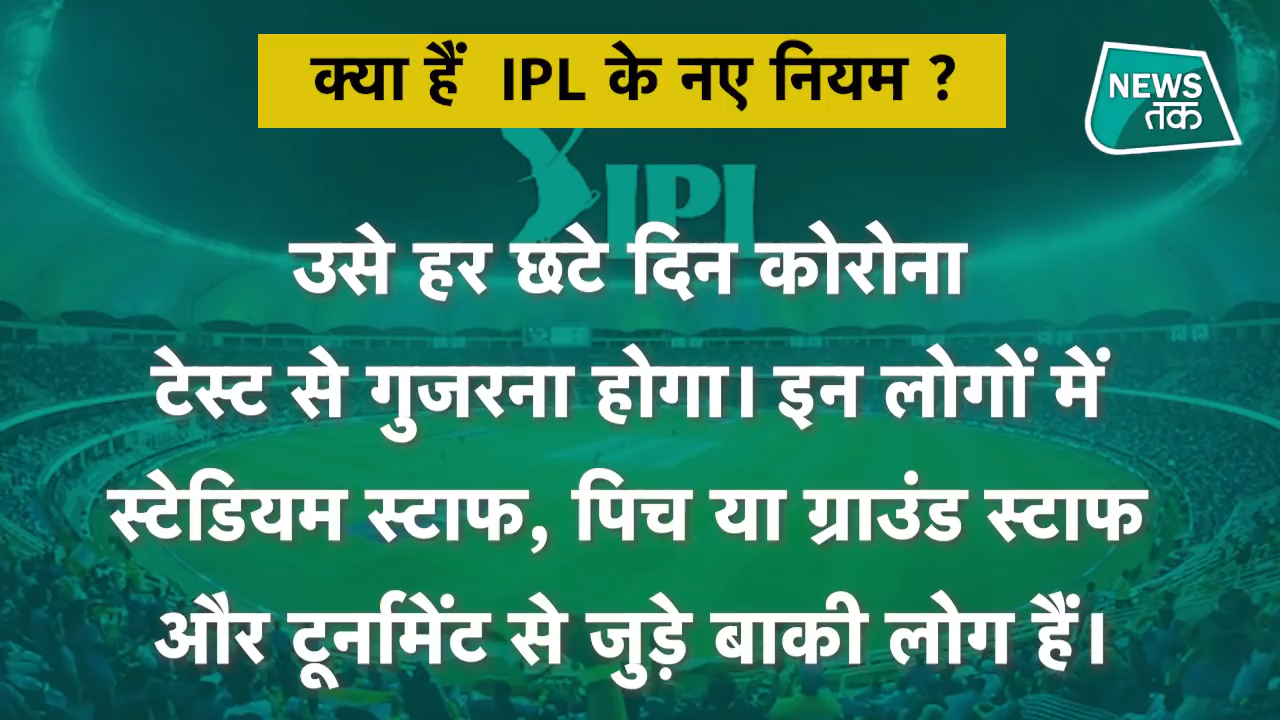 क्या हैं IPL के नए नियम ?
NEWS
तक
IPL
उसे हर छटे दिन कोरोना
टेस्ट से गुजरना होगा। इन लोगों में
स्टेडियम स्टाफ, पिच या ग्राउंड स्टाफ
और टूर्नामेंट से जुड़े बाकी लोग हैं।